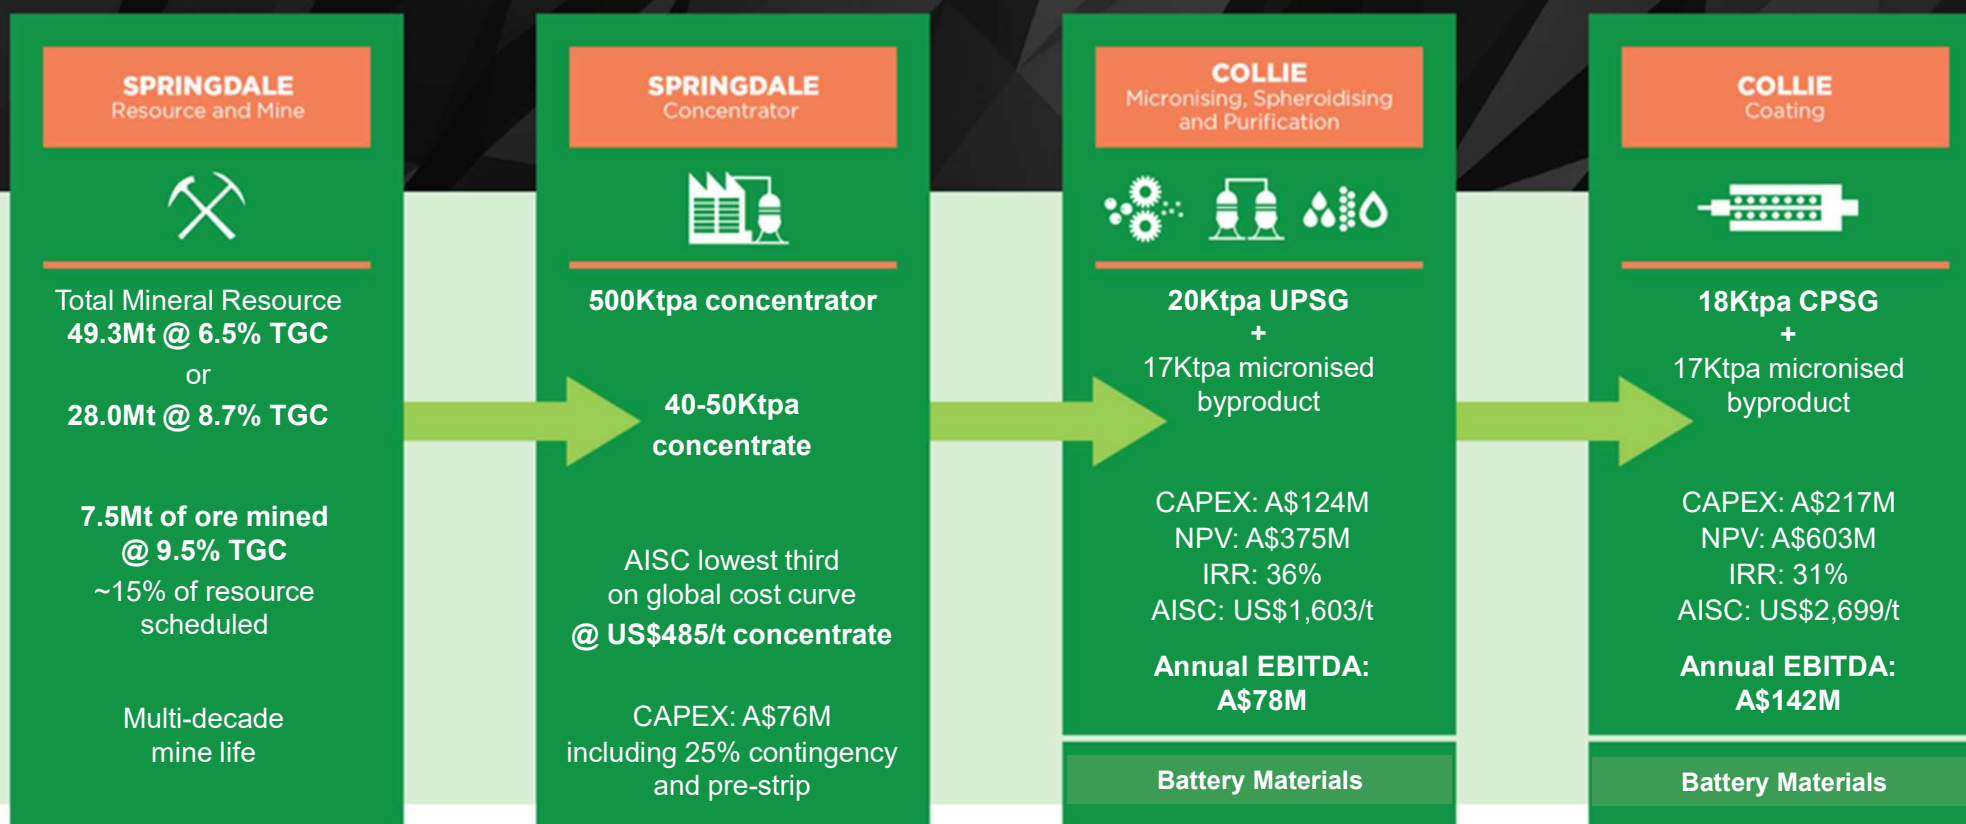 SPRINGDALE
Resource and Mine
Total Mineral Resource
49.3Mt @ 6.5% TGC
or
28.0Mt @ 8.7% TGC
7.5Mt of ore mined
@ 9.5% TGC
~15% of resource
scheduled
Multi-decade
mine life
SPRINGDALE
Concentrator
500Ktpa concentrator
40-50Ktpa
concentrate
AISC lowest third
on global cost curve
@ US$485/t concentrate
CAPEX: A$76M
including 25% contingency
and pre-strip
COLLIE
Micronising, Spheroidising
and Purification
20Ktpa UPSG
+
17Ktpa micronised
byproduct
CAPEX: A$124M
NPV: A$375M
IRR: 36%
AISC: US$1,603/t
Annual EBITDA:
A$78M
Battery Materials
COLLIE
Coating
18Ktpa CPSG
+
17Ktpa micronised
byproduct
CAPEX: A$217M
NPV: A$603M
IRR: 31%
AISC: US$2,699/t
Annual EBITDA:
A$142M
Battery Materials